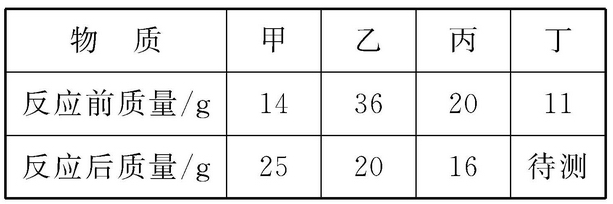 物 质 甲 乙 丙 丁
反应前质量/g 14 36 20 11
反应后质量/g 25 20 16 待测